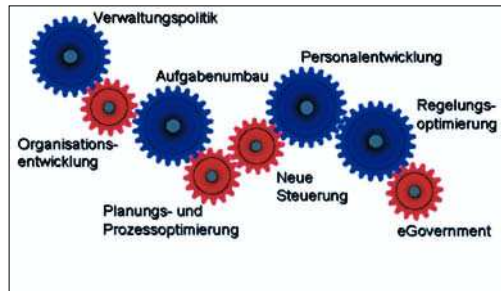 Verwaltungspolitik
Personalentwicklung
Aufgabenumbau
Regelungs-
optimierung
Organisations-
entwicklung
Neue
Steuerung
Planungs- und
Prozessoptimierung
eGovernment